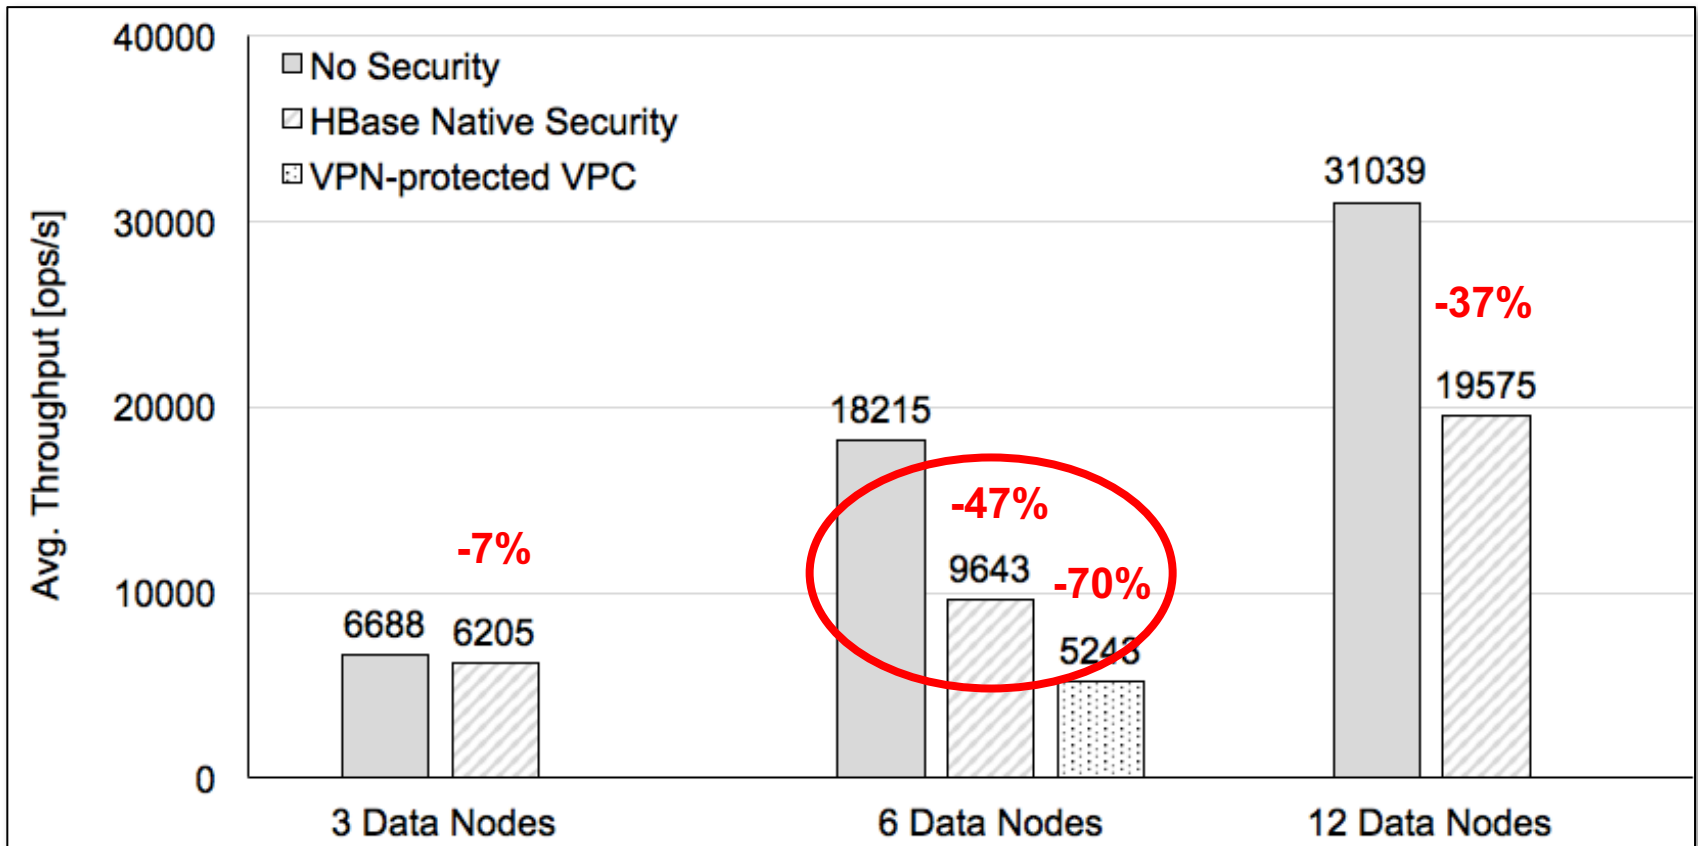 40000
No Security
HBase Native Security
VPN-protected VPC
31039
30000
-37%
19575
20000
18215
-47%
-7%
9643
-70%
10000
6688
6205
5243
0
Avg. Throughput [ops/s]
3 Data Nodes
6 Data Nodes
12 Data Nodes